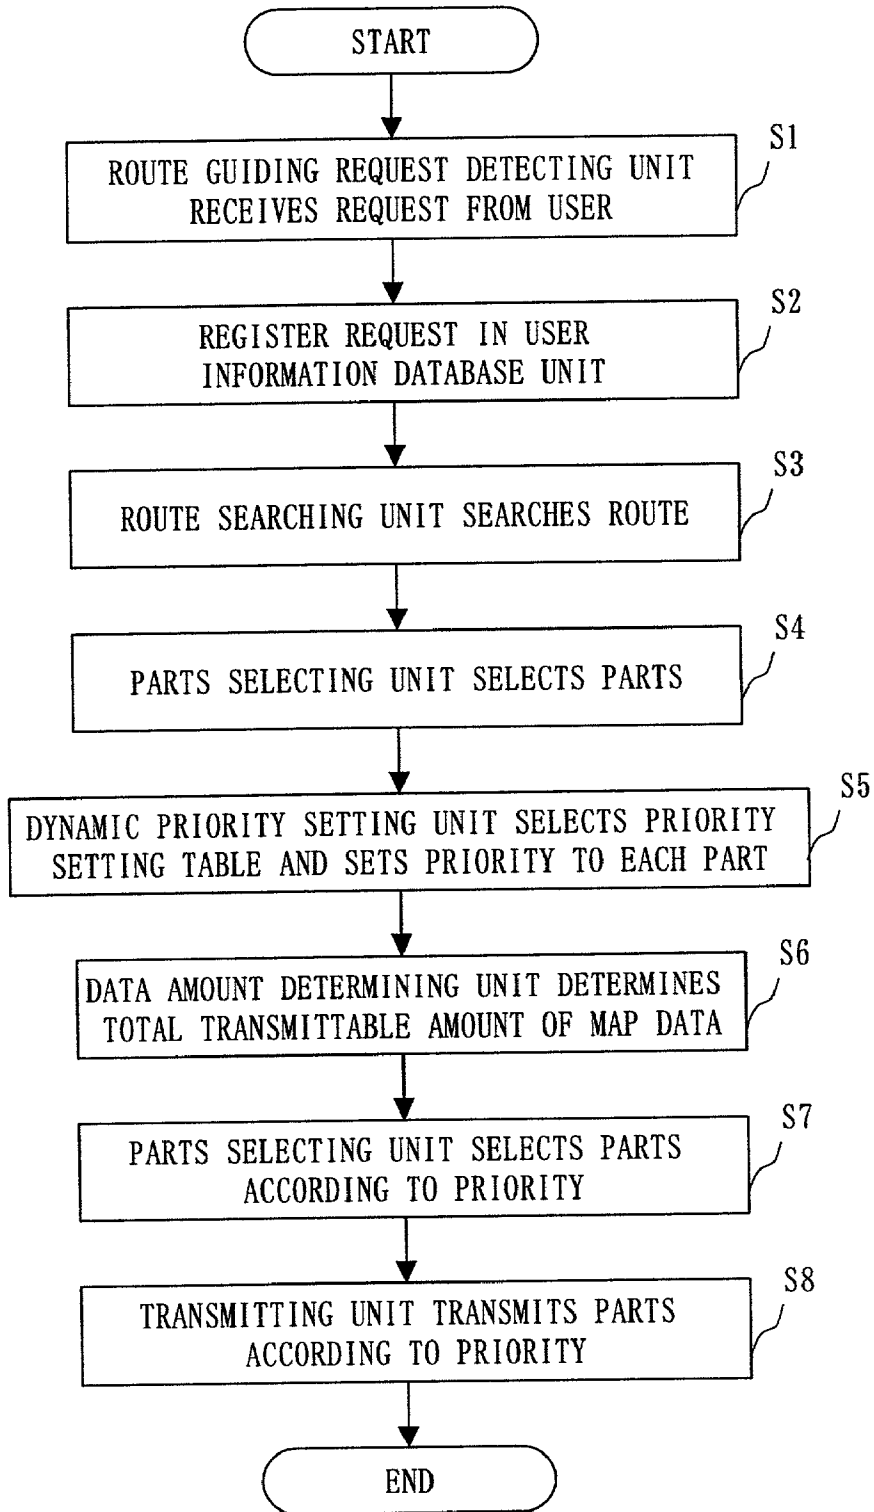 START
S1
ROUTE GUIDING REQUEST DETECTING UNIT
RECEIVES REQUEST FROM USER
S2
REGISTER REQUEST IN USER
INFORMATION DATABASE UNIT
S3
ROUTE SEARCHING UNIT SEARCHES ROUTE
S4
PARTS SELECTING UNIT SELECTS PARTS
S5
DYNAMIC PRIORITY SETTING UNIT SELECTS PRIORITY
SETTING TABLE AND SETS PRIORITY TO EACH PART
S6
DATA AMOUNT DETERMINING UNIT DETERMINES
TOTAL TRANSMITTABLE AMOUNT OF MAP DATA
S7
PARTS SELECTING UNIT SELECTS PARTS
ACCORDING TO PRIORITY
S8
TRANSMITTING UNIT TRANSMITS PARTS
ACCORDING TO PRIORITY
END